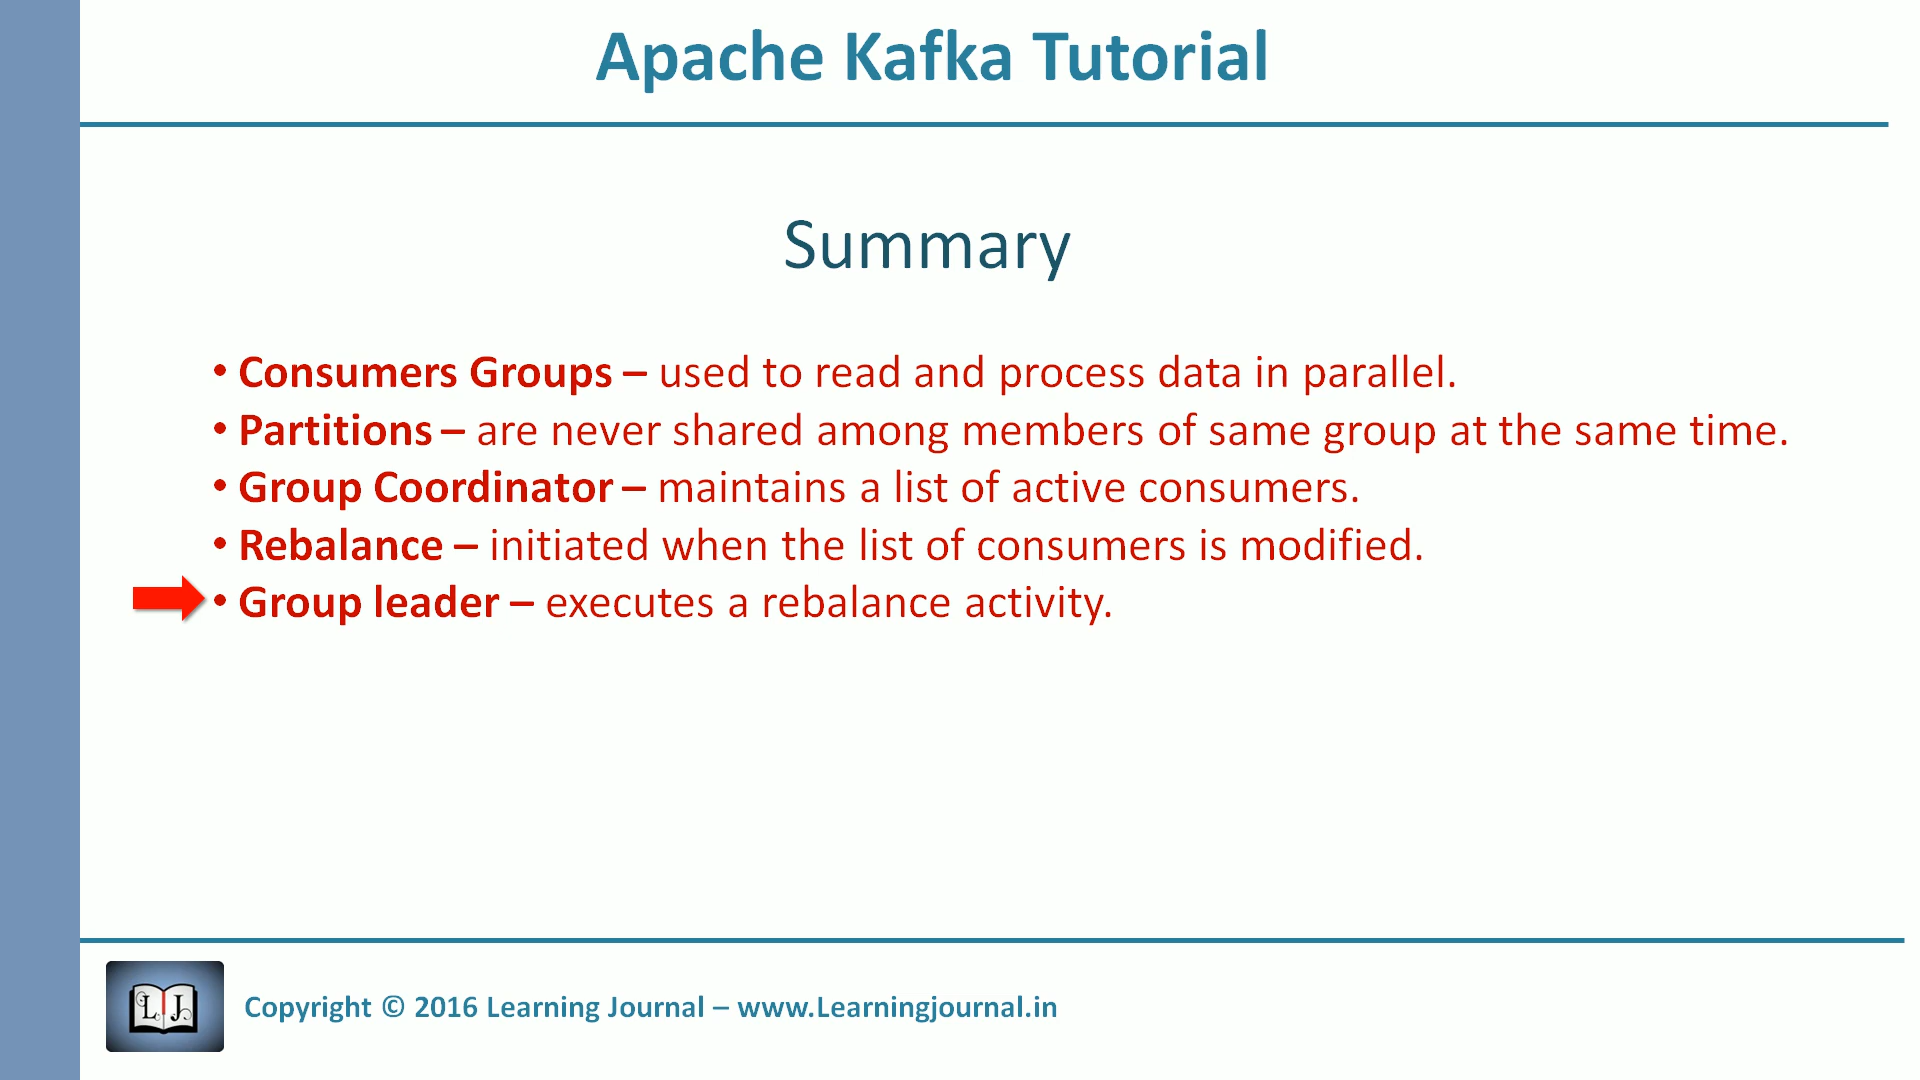 Apache Kafka Tutorial
Summary
• Consumers Groups – used to read and process data in parallel.
• Partitions – are never shared among members of same group at the same time.
• Group Coordinator – maintains a list of active consumers.
• Rebalance – initiated when the list of consumers is modified.
• Group leader – executes a rebalance activity.
L J
Copyright © 2016 Learning Journal – www.Learningjournal.in